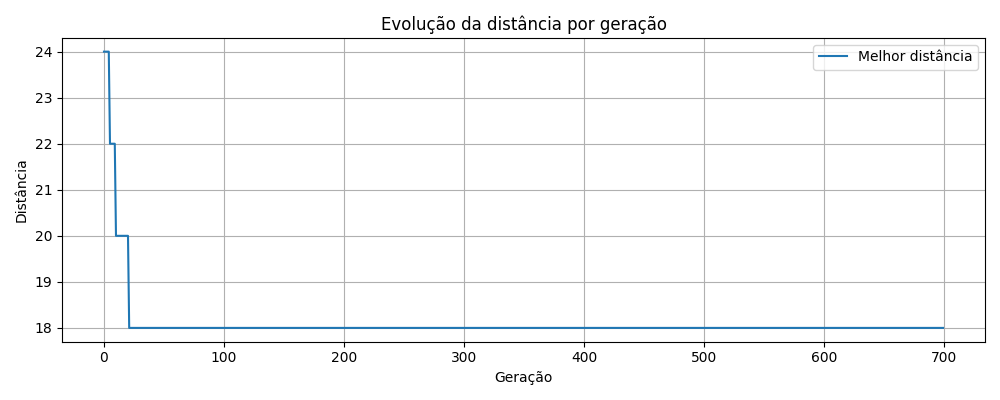 Evolução da distância por geração
Melhor distância
Distância
24
23
22
21
20
19
18
0 100 200 300 400 500 600 700
Geração